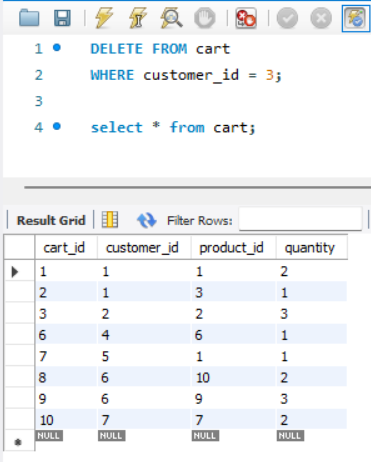 1 DELETE FROM cart
2 WHERE customer_id = 3;
3
4 select * from cart;
Result Grid Filter Rows:
cart_id customer_id product_id quantity
1 1 1 2
2 1 3 1
3 2 2 3
6 4 6 1
7 5 1 1
8 6 10 2
9 6 9 3
10 7 7 2
NULL NULL NULL NULL